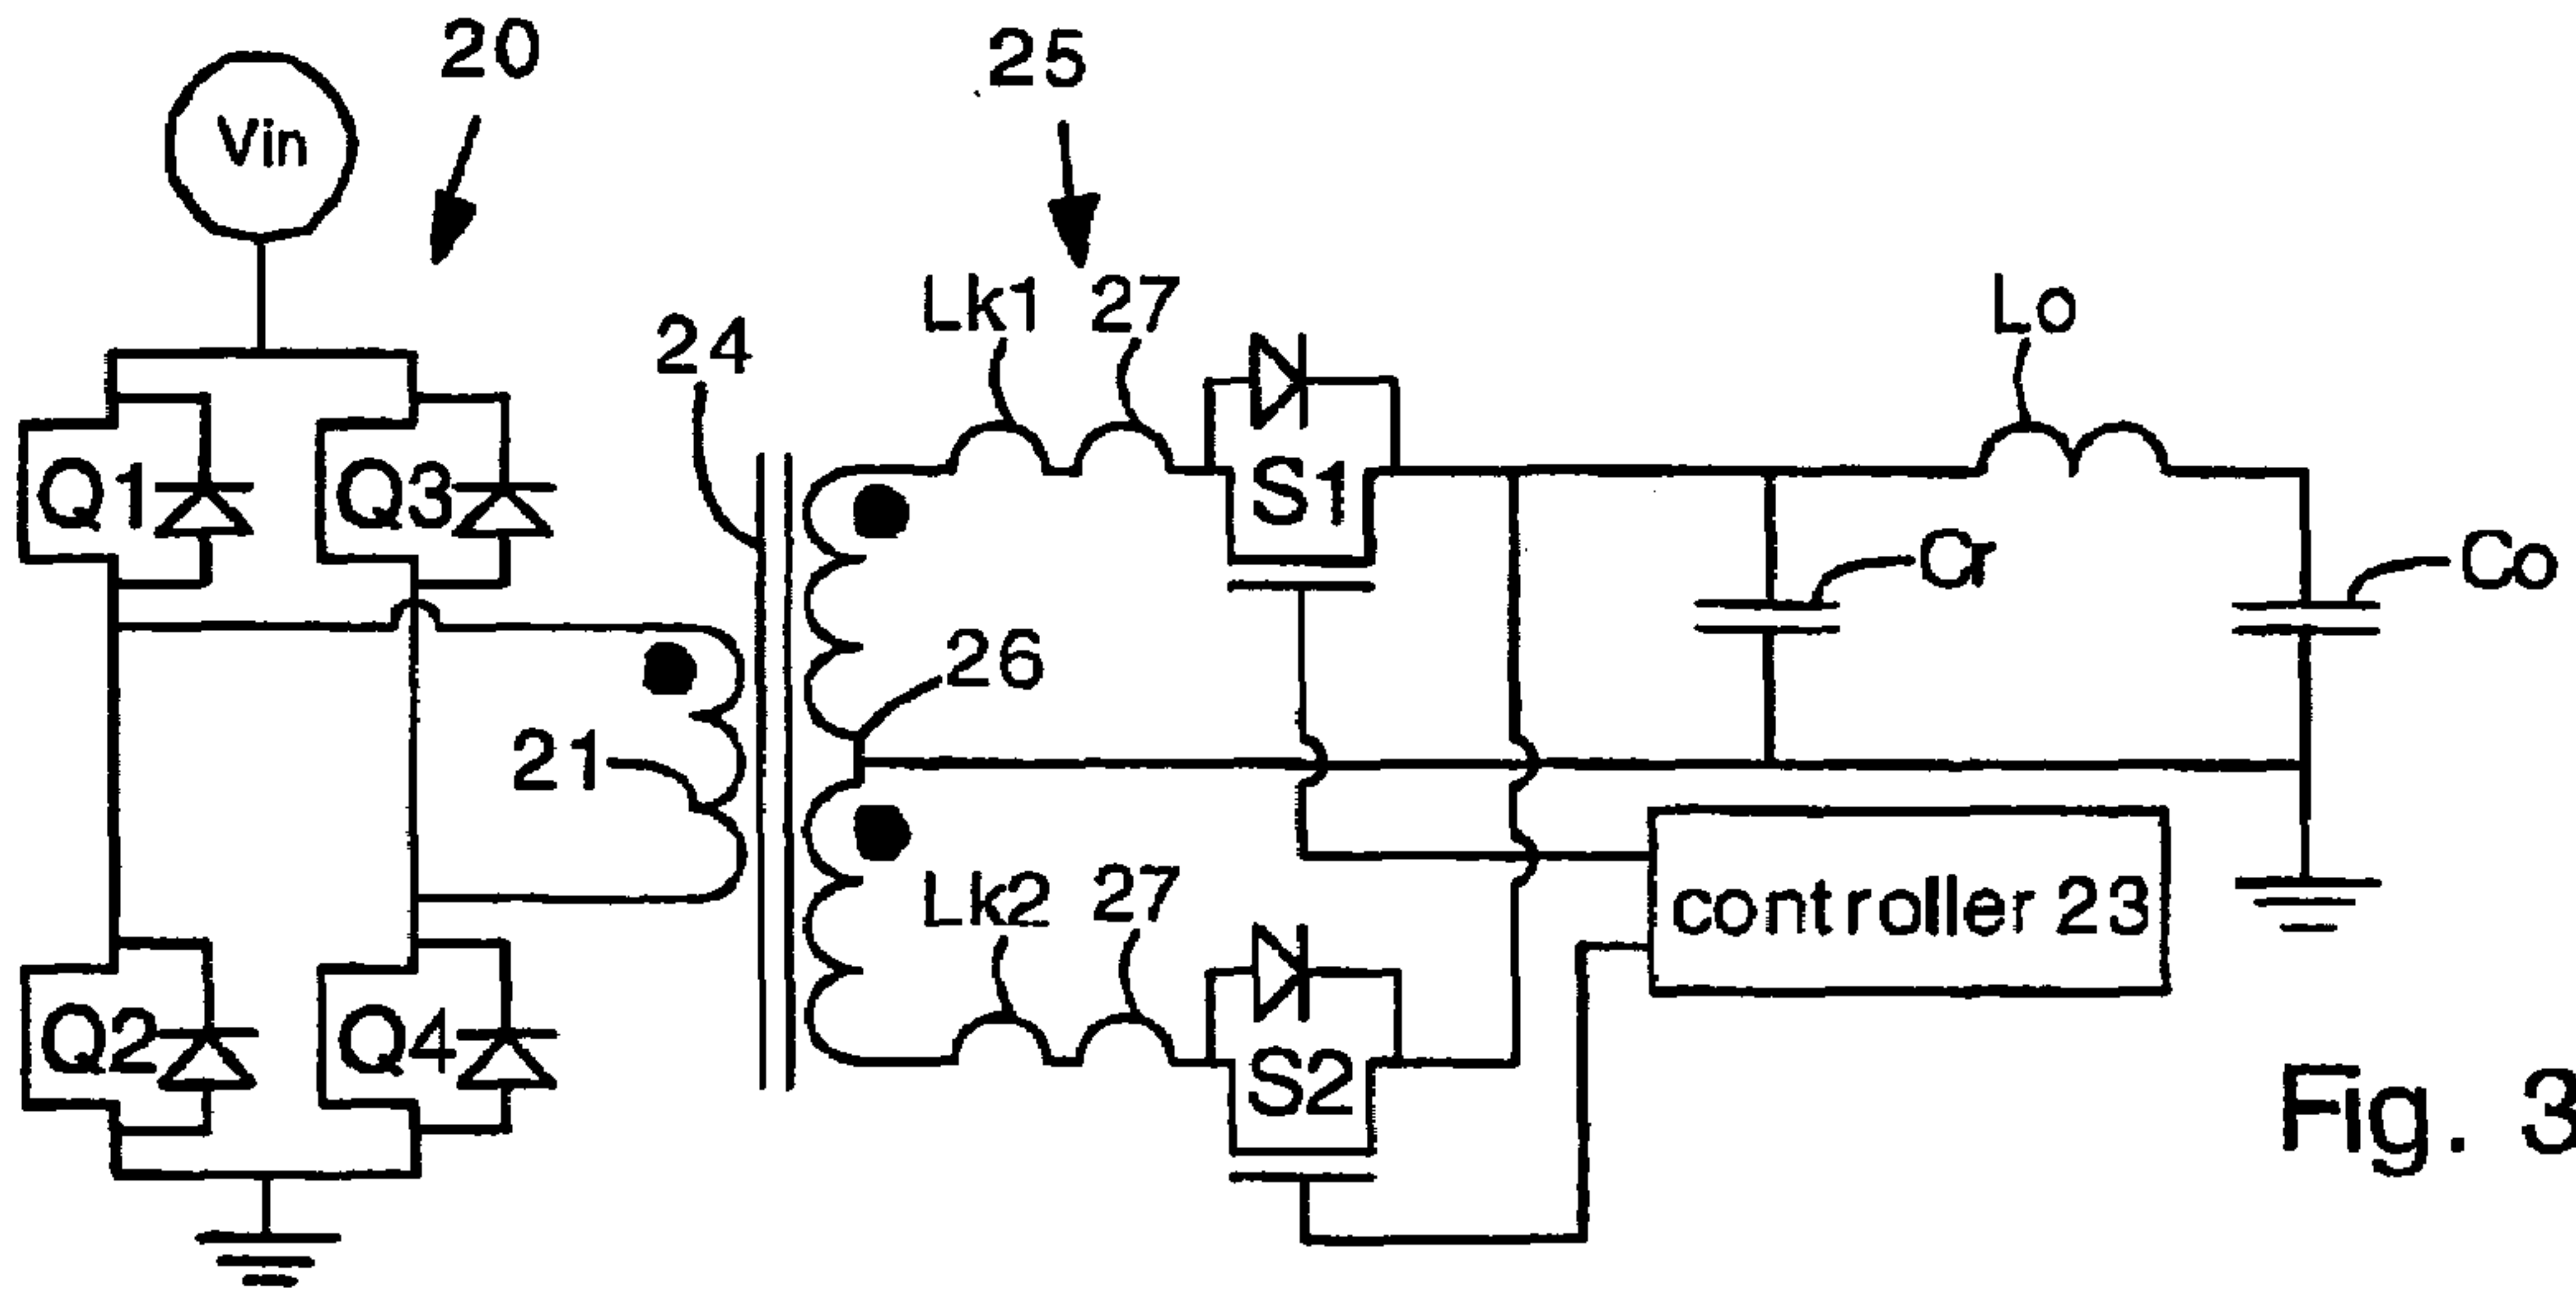 20
25
Vin
Lk1
27
Lo
24
Q1
Q3
S1
Cr
Co
26
21
Lk2
27
controller 23
Q2
Q4
S2
Fig. 3